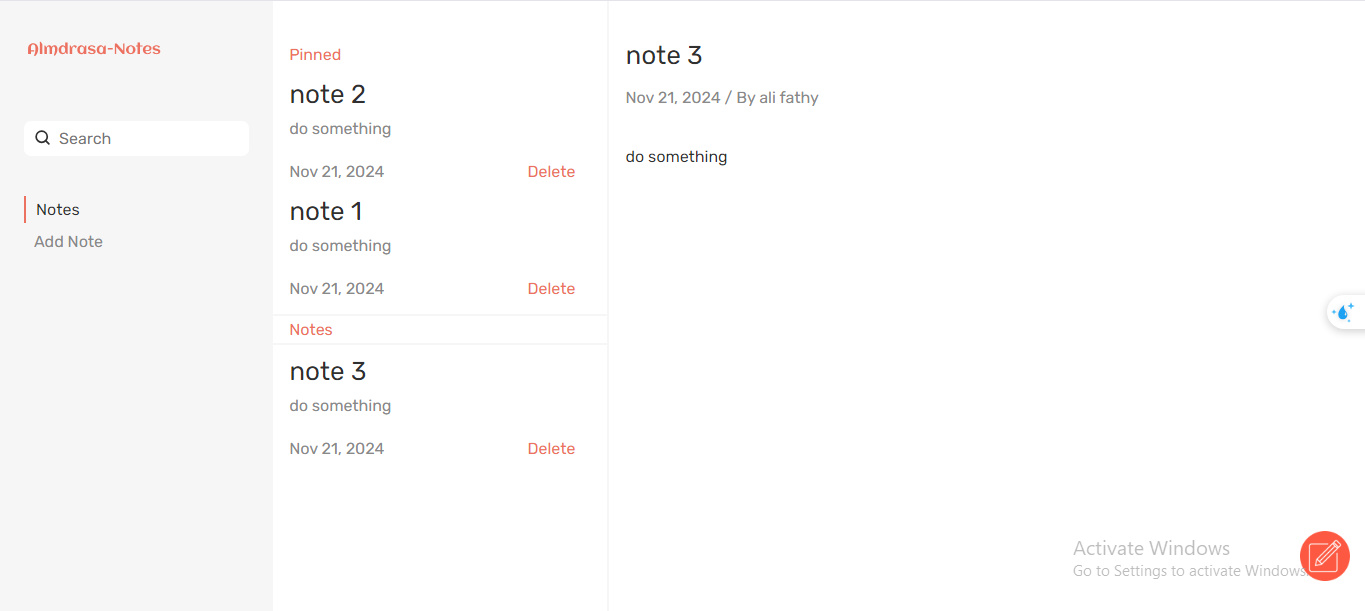 Almdrasa-Notes
Search
Notes
Add Note
Pinned
note 2
do something
Nov 21, 2024 Delete
note 1
do something
Nov 21, 2024 Delete
Notes
note 3
do something
Nov 21, 2024 Delete
note 3
Nov 21, 2024 / By ali fathy
do something
Activate Windows
Go to Settings to activate Windows.